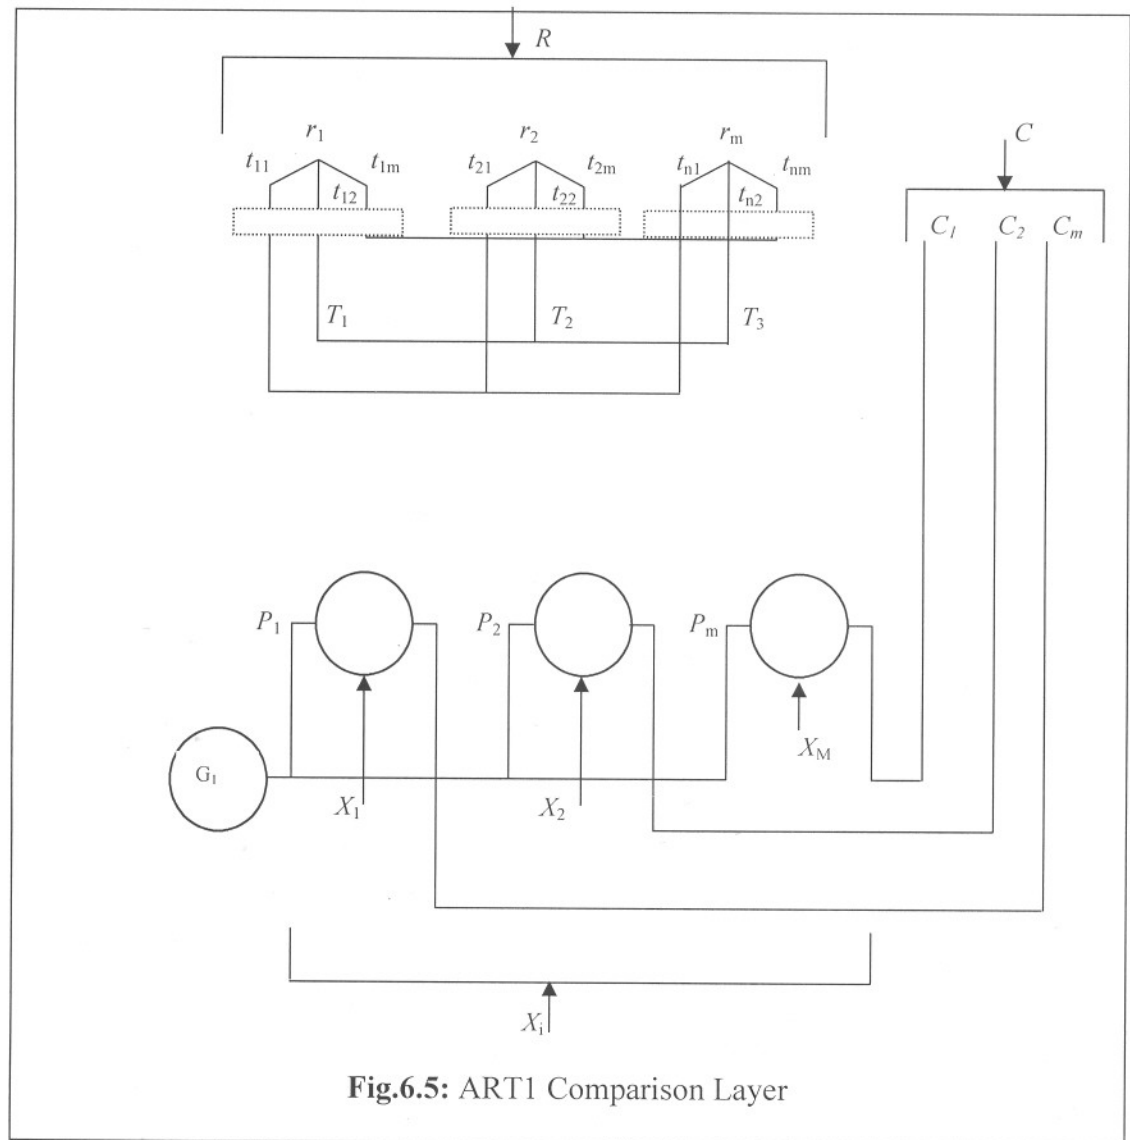 R
r1 r2 rm
t11 t1m t21 t2m tn1 tnm
t12 t22 tn2
C
C1 C2 Cm
T1 T2 T3
P1 P2 Pm
G1
XM
X1 X2
Xi
Fig.6.5: ART1 Comparison Layer